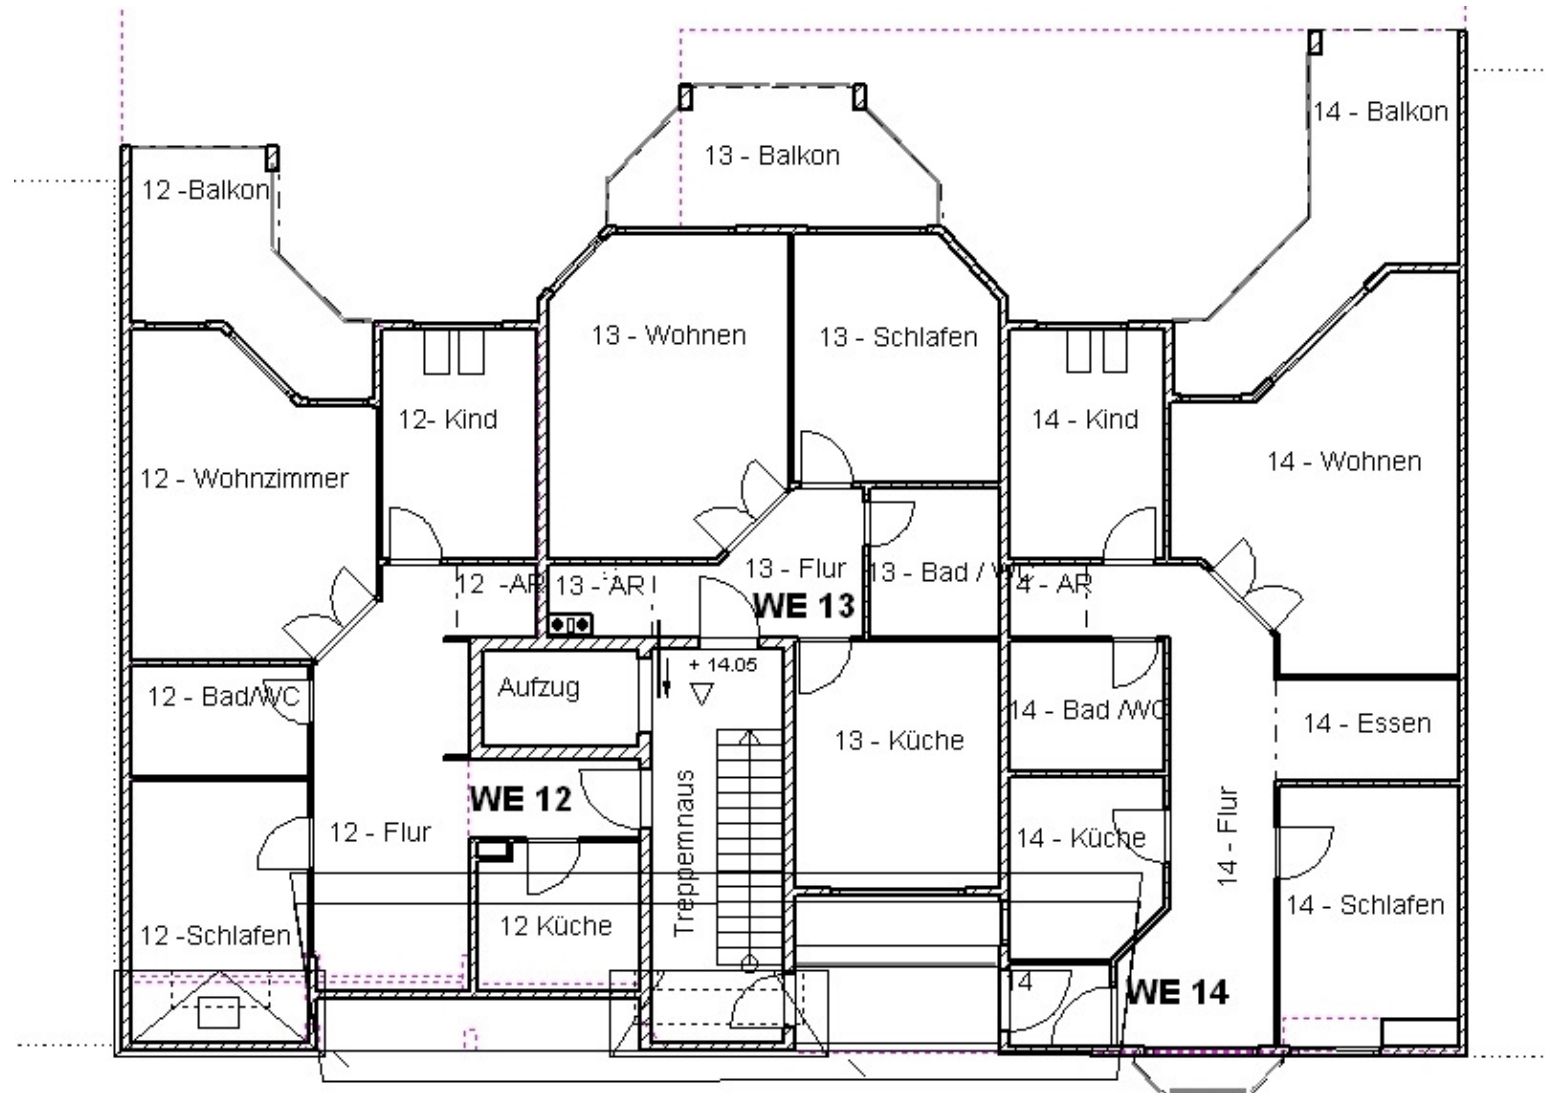 14 - Balkon
13 - Balkon
12 -Balkon
13 - Wohnen
13 - Schlafen
12- Kind
14 - Kind
14 - Wohnen
12 - Wohnzimmer
13 - Flur
13 - Bad / WC
12 -AR
13 - AR
4 - AR
WE 13
+ 14.05
Aufzug
12 - Bad/WC
14 - Bad /WC
14 - Essen
13 - Küche
WE 12
12 - Flur
Treppemnaus
14 - Flur
14 - Küche
14 - Schlafen
12 Küche
12 -Schlafen
14
WE 14